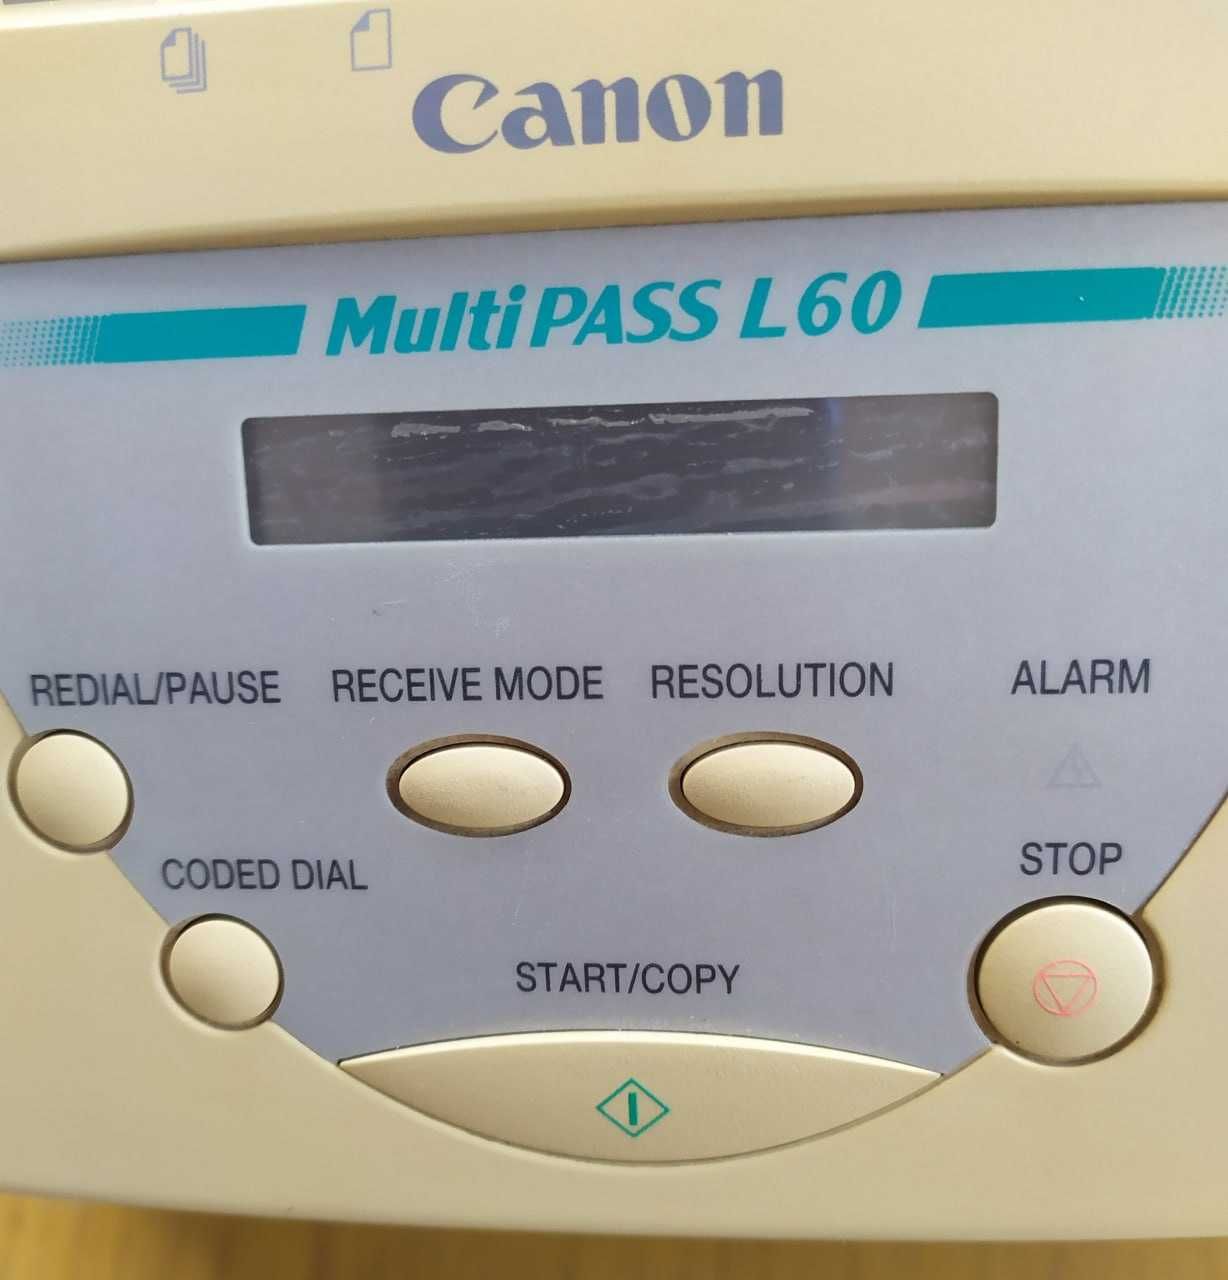 Canon
MultiPASS L60
REDIAL/PAUSE
RECEIVE MODE
RESOLUTION
ALARM
CODED DIAL
STOP
START/COPY